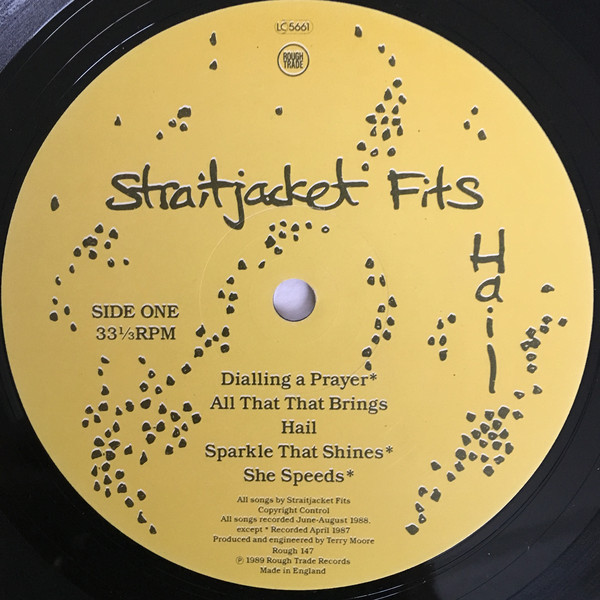 LC 5661
ROUGH
TRADE
Straitjacket Fits
Hail
SIDE ONE
33⅓RPM
Dialling a Prayer*
All That That Brings
Hail
Sparkle That Shines*
She Speeds*
All songs by Straitjacket Fits
Copyright Control
All songs recorded June-August 1988.
except * Recorded April 1987
Produced and engineered by Terry Moore
Rough 147
℗ 1989 Rough Trade Records
Made in England